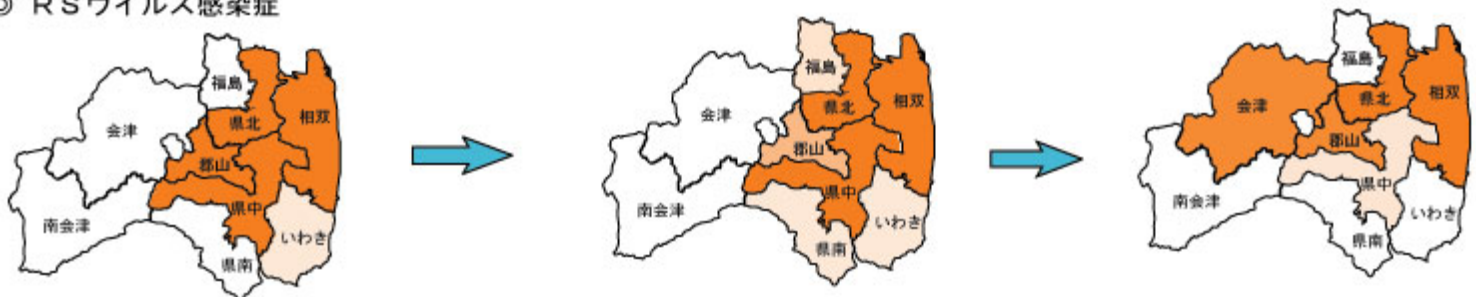 RSウイルス感染症
福島
会津
県北
相双
郡山
南会津
県中
いわき
県南
福島
会津
県北
相双
郡山
南会津
県中
いわき
県南
福島
会津
県北
相双
郡山
南会津
県中
いわき
県南